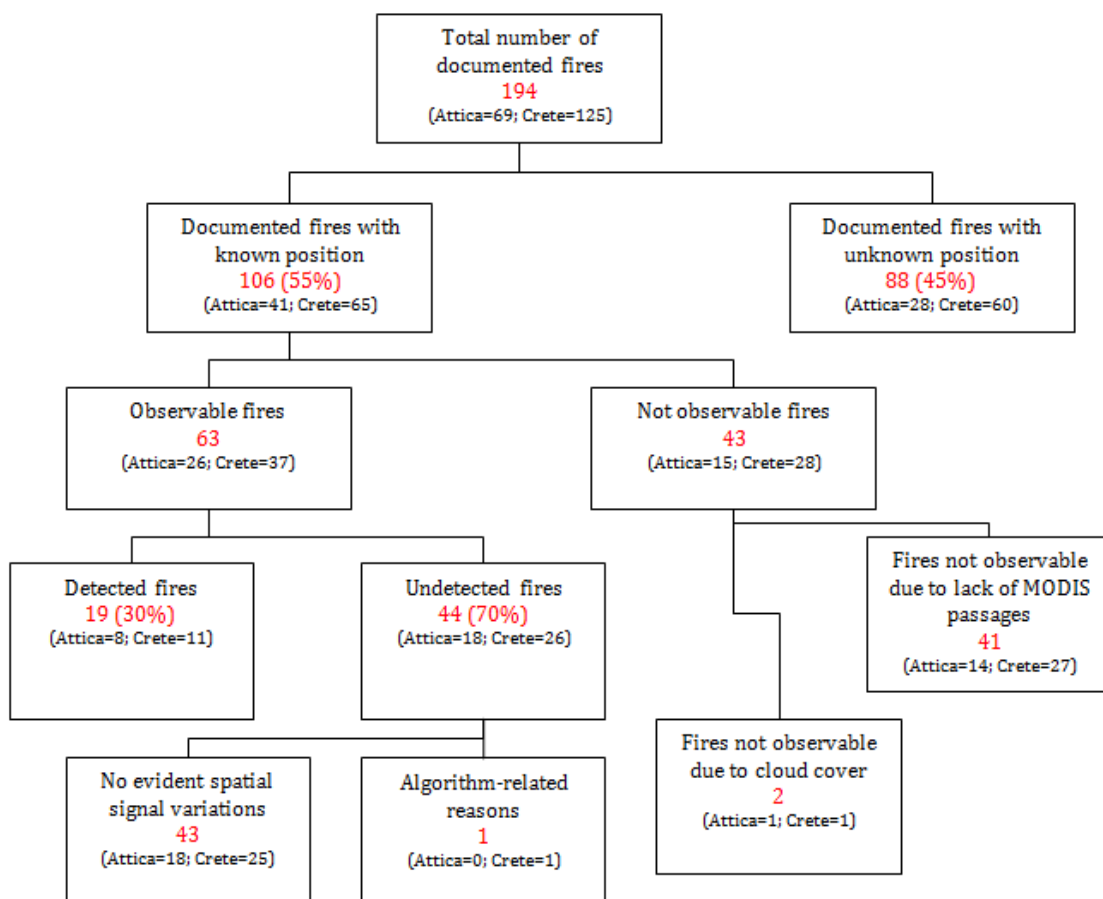 Total number of
documented fires
194
(Attica=69; Crete=125)
Documented fires with
known position
106 (55%)
(Attica=41; Crete=65)
Documented fires with
unknown position
88 (45%)
(Attica=28; Crete=60)
Observable fires
63
(Attica=26; Crete=37)
Not observable fires
43
(Attica=15; Crete=28)
Detected fires
19 (30%)
(Attica=8; Crete=11)
Undetected fires
44 (70%)
(Attica=18; Crete=26)
Fires not observable
due to lack of MODIS
passages
41
(Attica=14; Crete=27)
No evident spatial
signal variations
43
(Attica=18; Crete=25)
Algorithm-related
reasons
1
(Attica=0; Crete=1)
Fires not observable
due to cloud cover
2
(Attica=1; Crete=1)